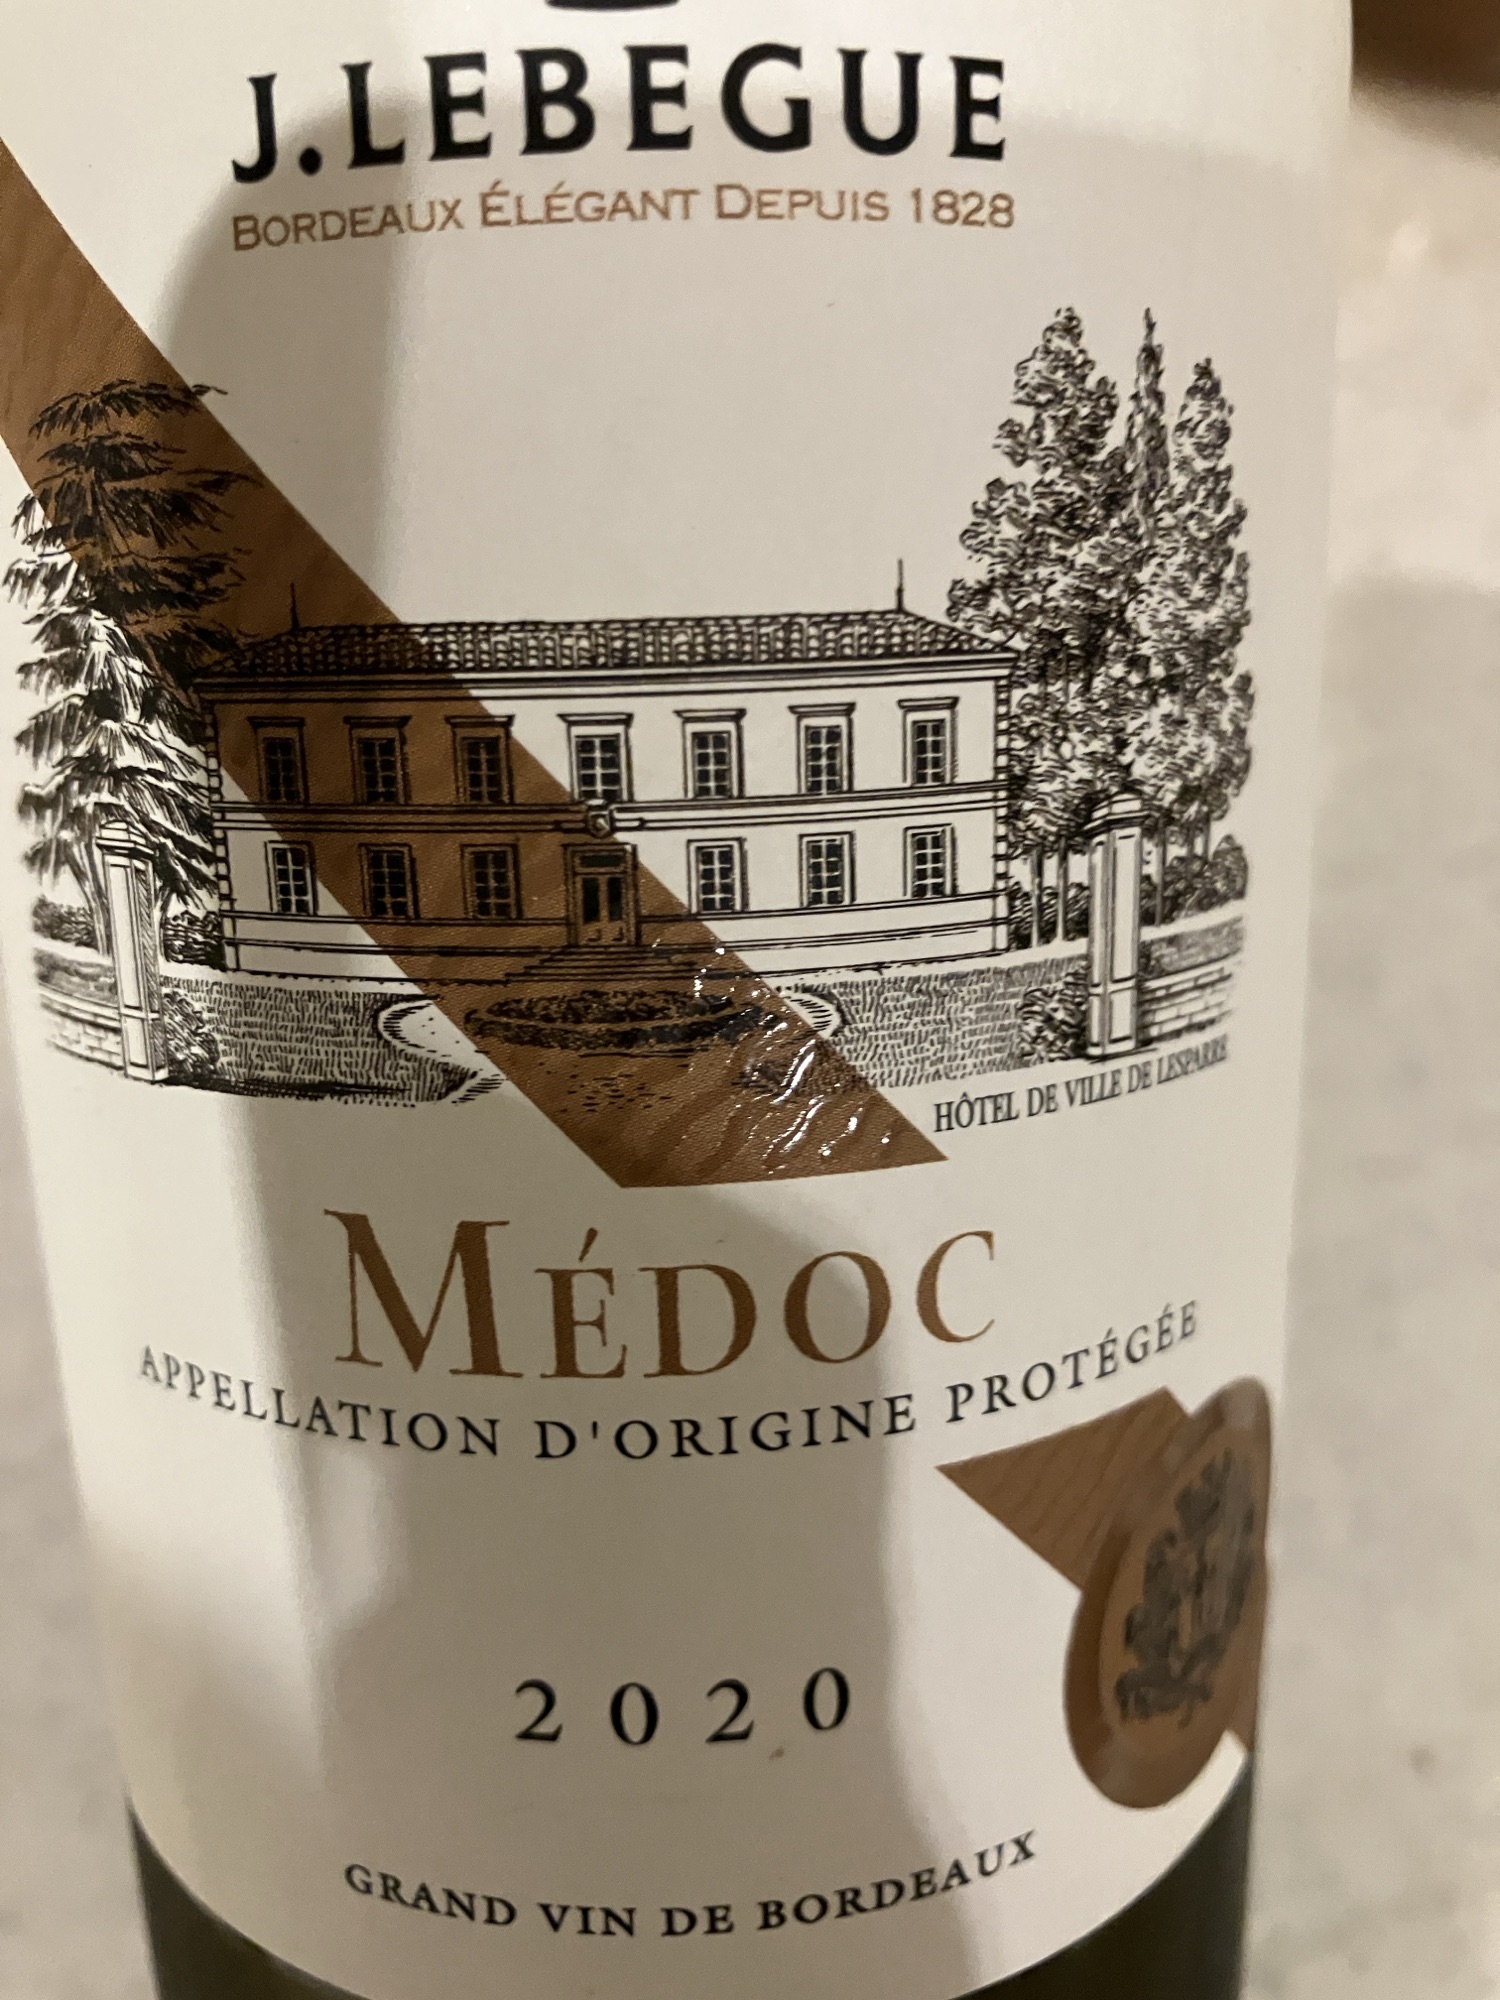 J.LEBEGUE
BORDEAUX ÉLÉGANT DEPUIS 1828
HÔTEL DE VILLE DE LESPARRE
MÉDOC
APPELLATION D'ORIGINE PROTÉGÉE
2020
GRAND VIN DE BORDEAUX